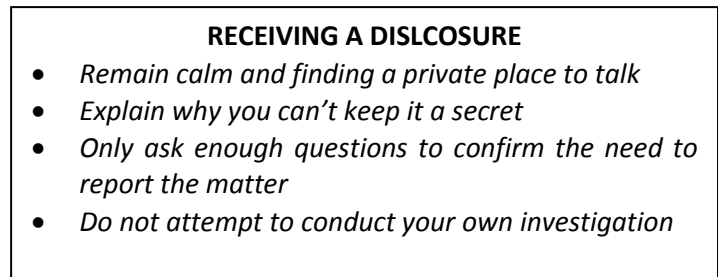 RECEIVING A DISLCOSURE
• Remain calm and finding a private place to talk
• Explain why you can’t keep it a secret
• Only ask enough questions to confirm the need to
report the matter
• Do not attempt to conduct your own investigation